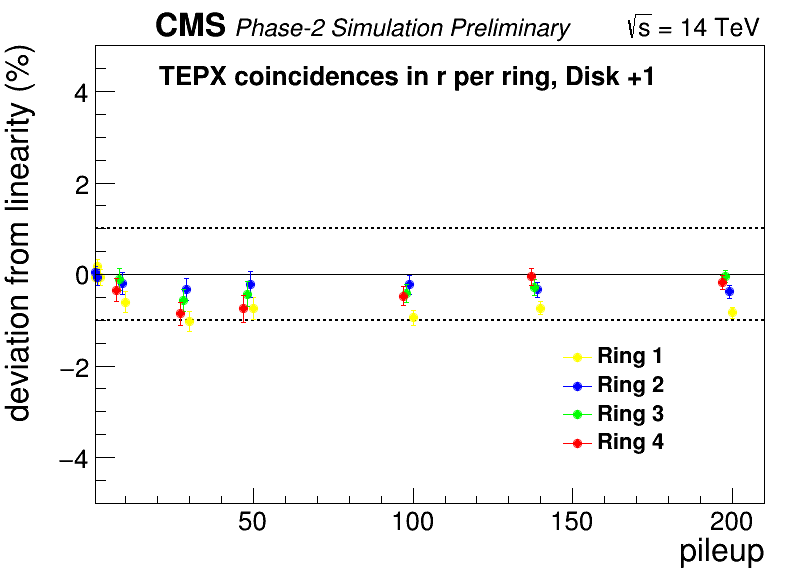 CMS Phase-2 Simulation Preliminary √s = 14 TeV
TEPX coincidences in r per ring, Disk +1
deviation from linearity (%)
4
2
0
−2
−4
Ring 1
Ring 2
Ring 3
Ring 4
50 100 150 200
pileup